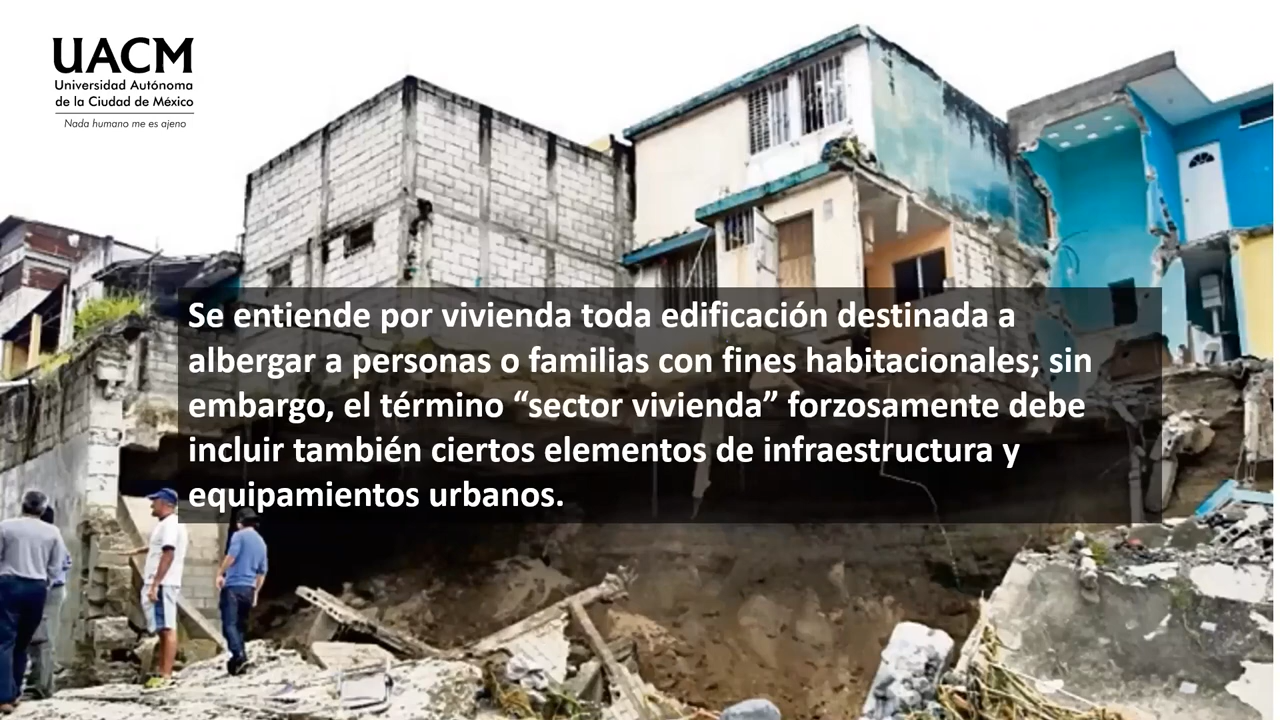 UACM
Universidad Autónoma
de la Ciudad de México
Nada humano me es ajeno
Se entiende por vivienda toda edificación destinada a
albergar a personas o familias con fines habitacionales; sin
embargo, el término “sector vivienda” forzosamente debe
incluir también ciertos elementos de infraestructura y
equipamientos urbanos.